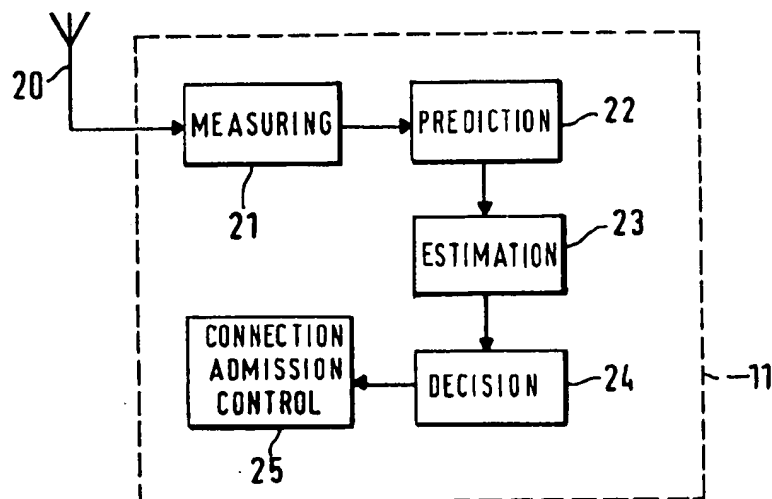 20
MEASURING
21
PREDICTION
22
ESTIMATION
23
DECISION
24
CONNECTION
ADMISSION
CONTROL
25
11